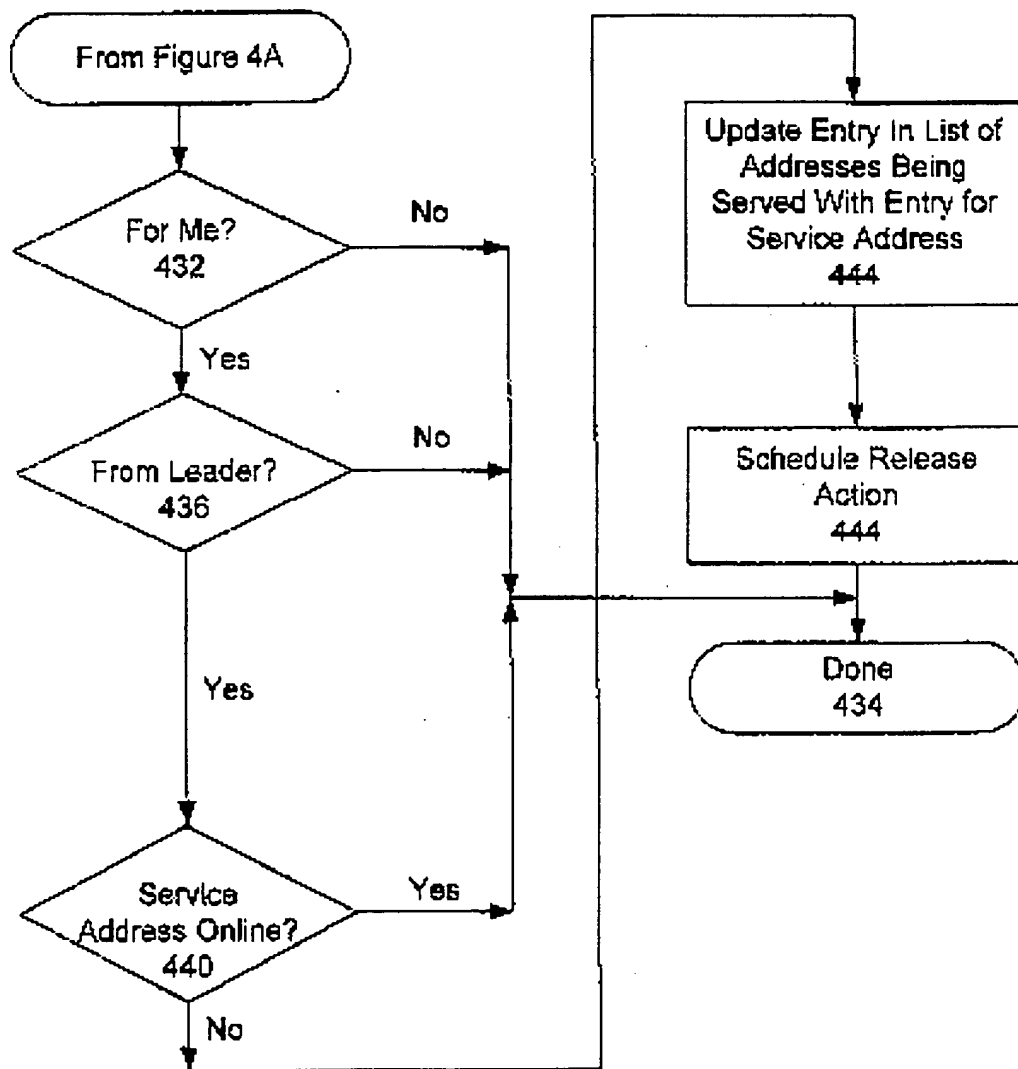 From Figure 4A
For Me?
432
No
Yes
From Leader?
436
No
Yes
Service
Address Online?
440
Yes
No
Update Entry In List of
Addresses Being
Served With Entry for
Service Address
444
Schedule Release
Action
444
Done
434